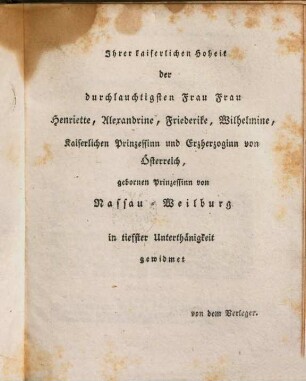 Ihrer kaiserlichen Hoheit
der
durchlauchtigsten Frau Frau
Henriette, Alexandrine, Friederike, Wilhelmine,
Kaiserlichen Prinzessinn und Erzherzoginn von
Österreich,
gebornen Prinzessinn von
Nassau-Weilburg
in tiefster Unterthänigkeit
gewidmet
von dem Verleger.